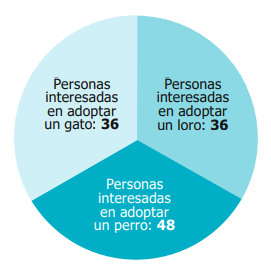 Personas
interesadas
en adoptar
un gato: 36
Personas
interesadas
en adoptar
un loro: 36
Personas
interesadas
en adoptar
un perro: 48